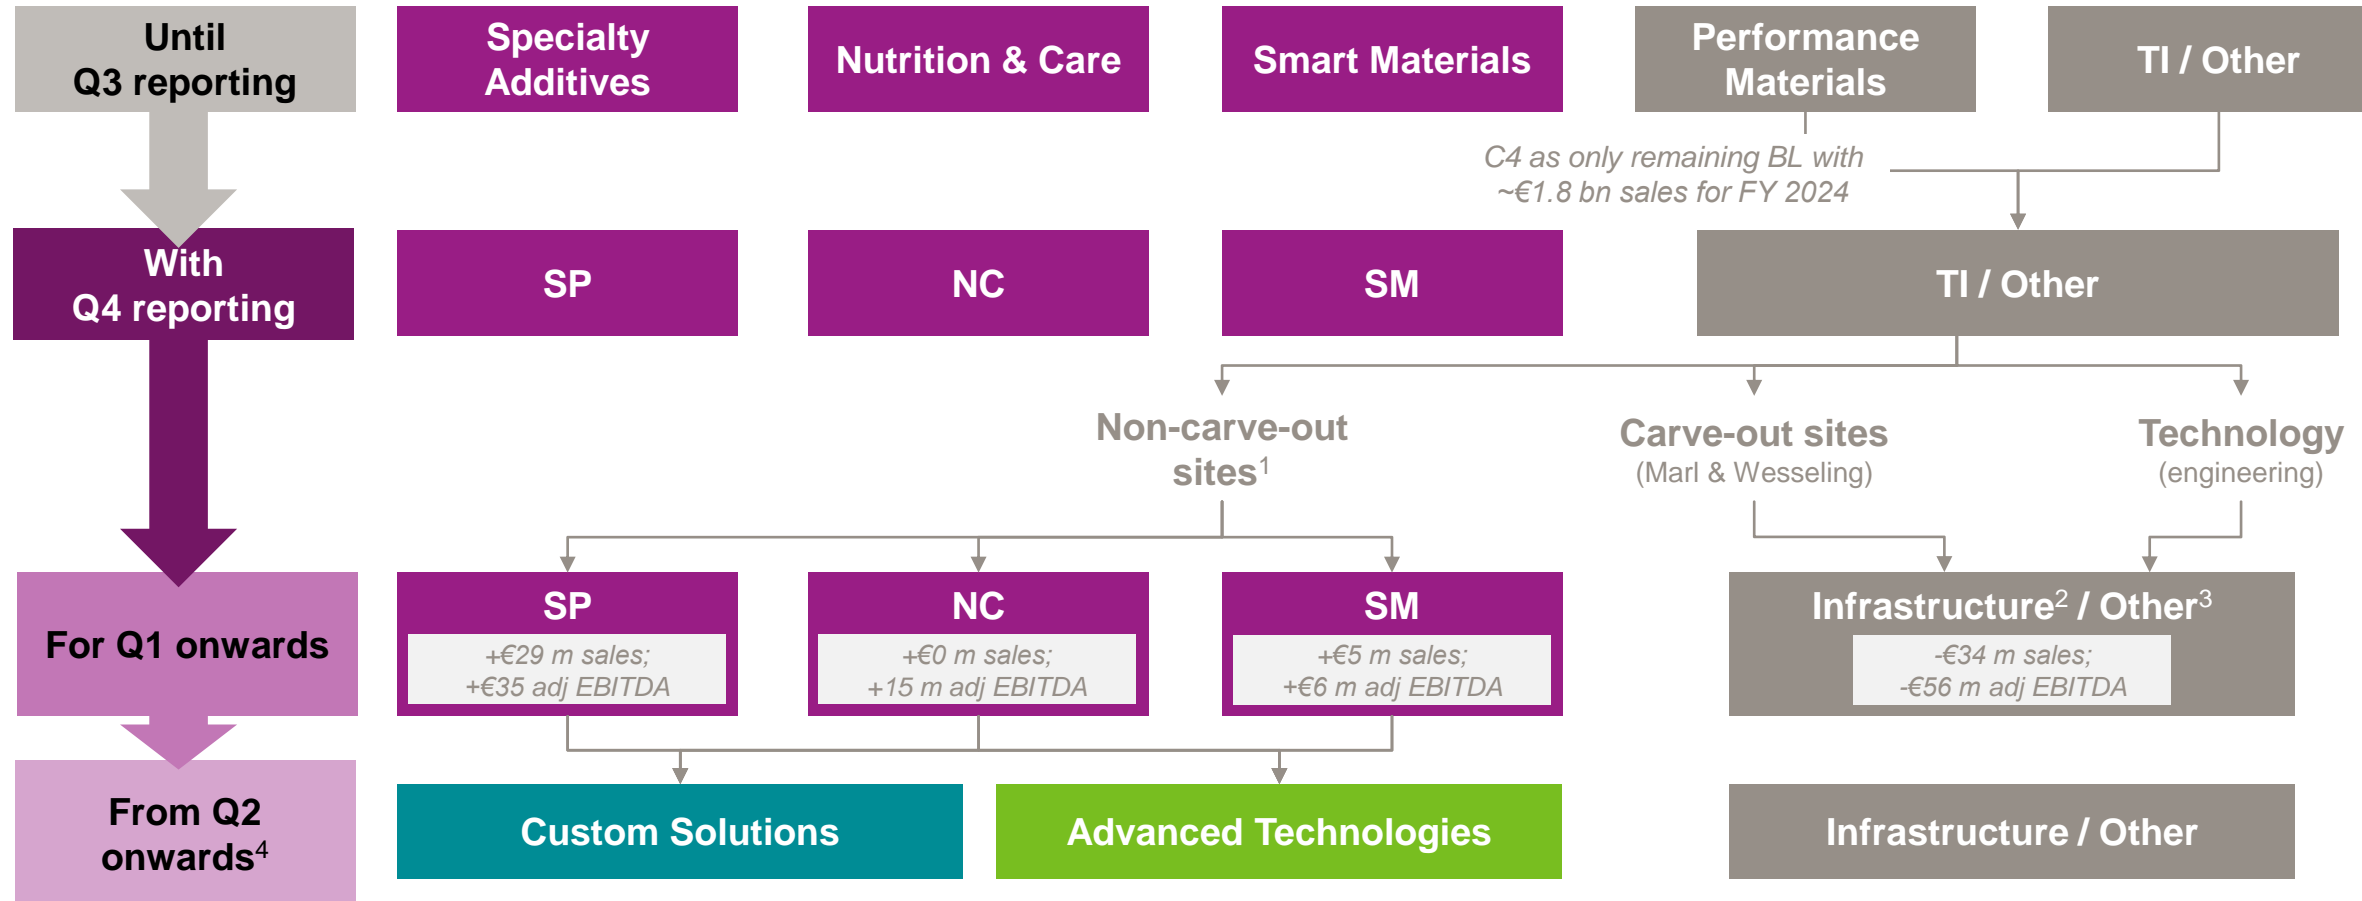 Until
Q3 reporting
Specialty
Additives
Nutrition & Care
Smart Materials
Performance
Materials
TI / Other
C4 as only remaining BL with
~€1.8 bn sales for FY 2024
With
Q4 reporting
SP
NC
SM
TI / Other
Non-carve-out
sites¹
Carve-out sites
(Marl & Wesseling)
Technology
(engineering)
For Q1 onwards
SP
+€29 m sales;
+€35 adj EBITDA
NC
+€0 m sales;
+15 m adj EBITDA
SM
+€5 m sales;
+€6 m adj EBITDA
Infrastructure² / Other³
-€34 m sales;
-€56 m adj EBITDA
From Q2
onwards⁴
Custom Solutions
Advanced Technologies
Infrastructure / Other